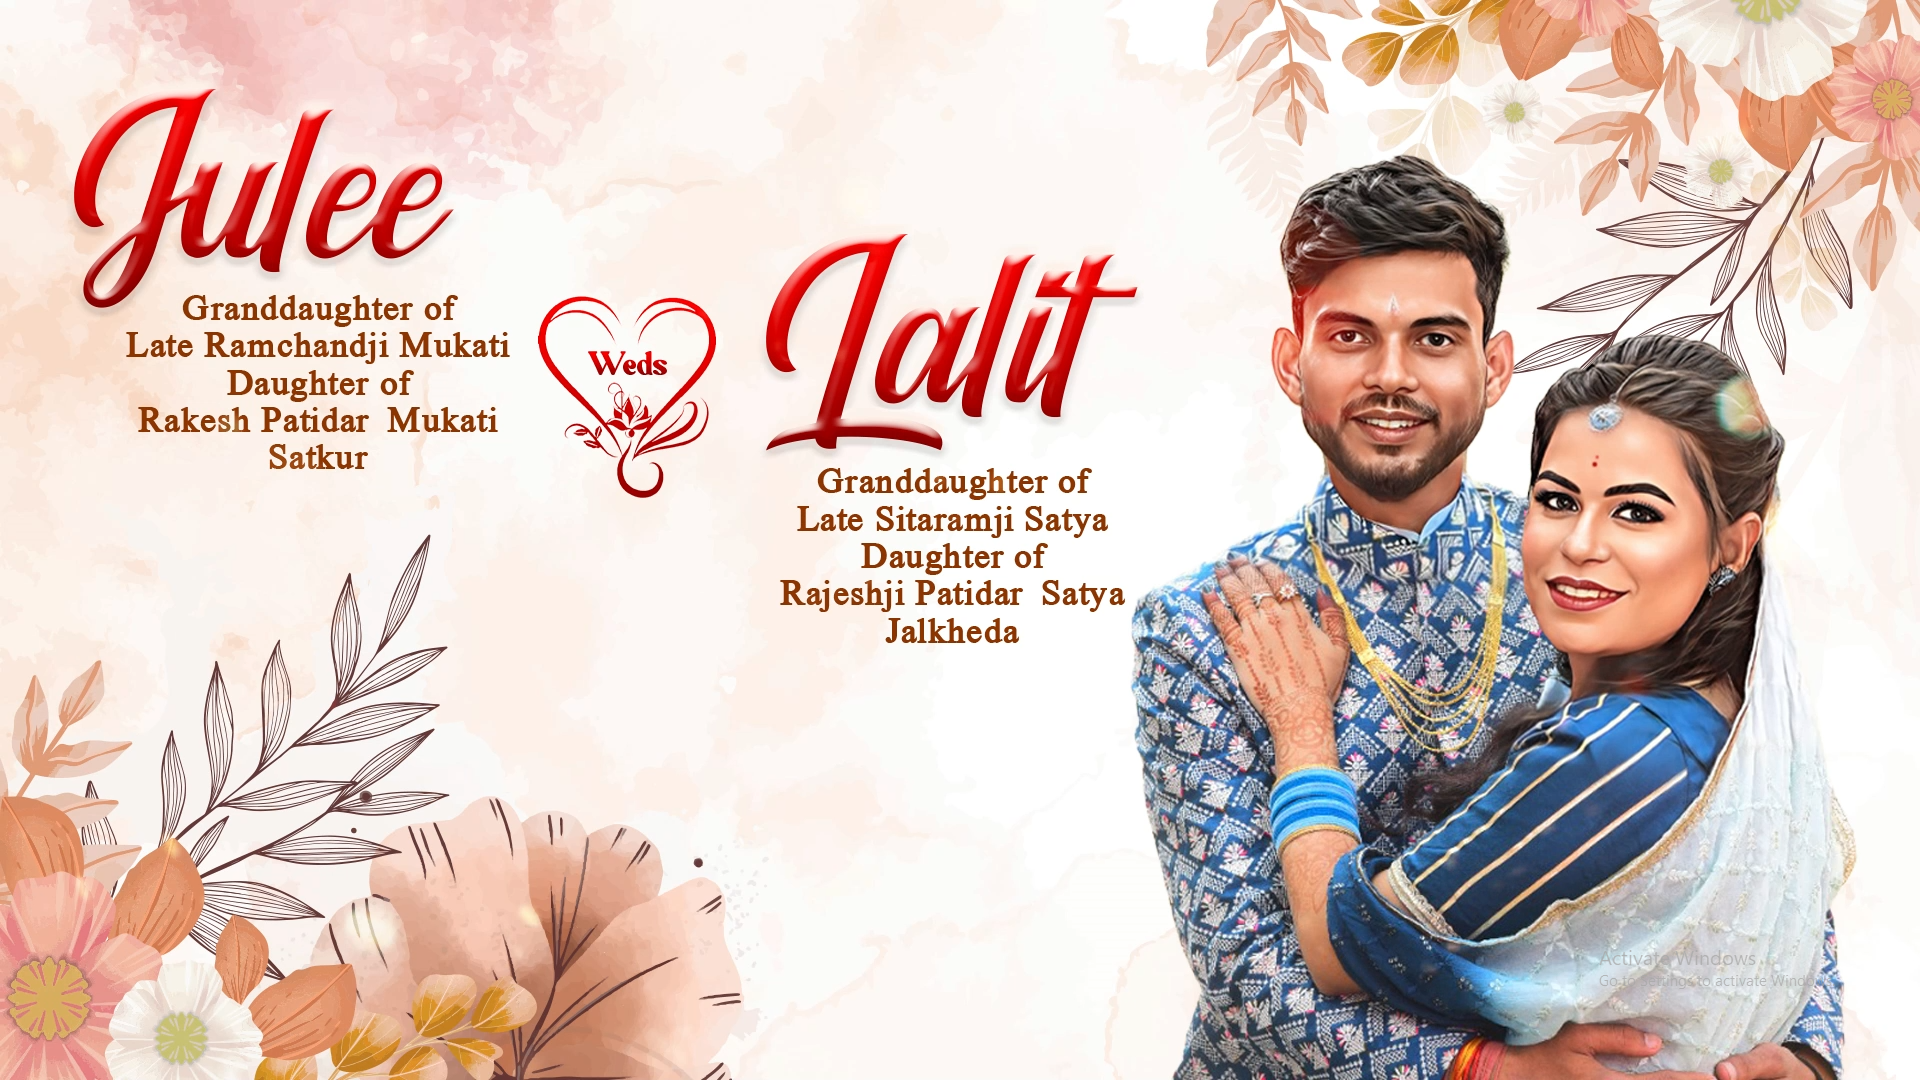 Julee
Granddaughter of
Late Ramchandji Mukati
Daughter of
Rakesh Patidar Mukati
Satkur
Weds
Lalit
Granddaughter of
Late Sitaramji Satya
Daughter of
Rajeshji Patidar Satya
Jalkheda
Activate Windows
Go to Settings to activate Windows